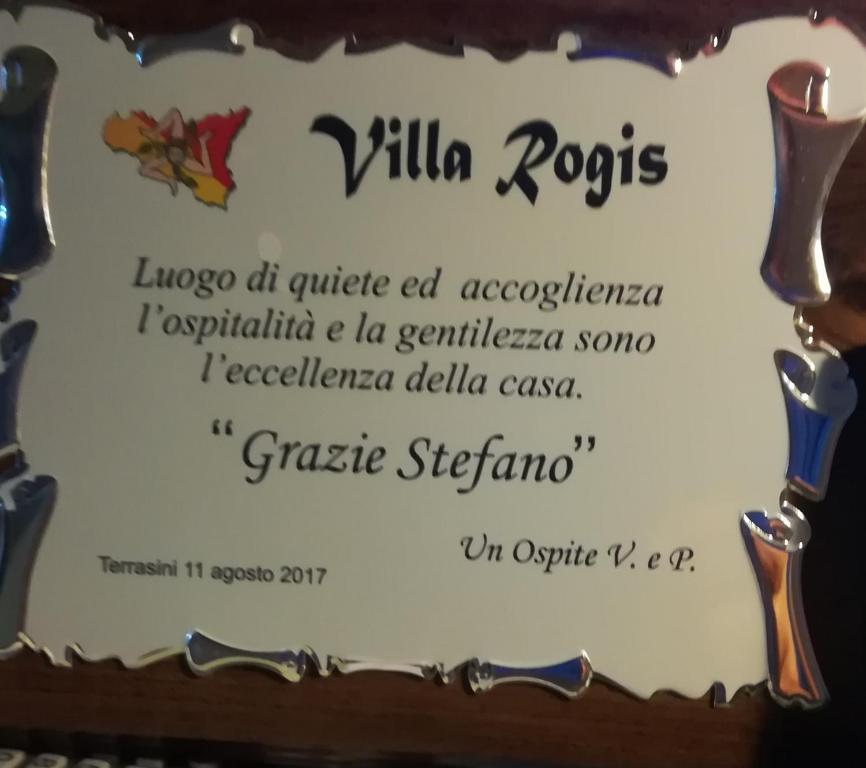 Villa Rogis
Luogo di quiete ed accoglienza
l'ospitalità e la gentilezza sono
l'eccellenza della casa.
“Grazie Stefano”
Un Ospite V. e P.
Terrasini 11 agosto 2017